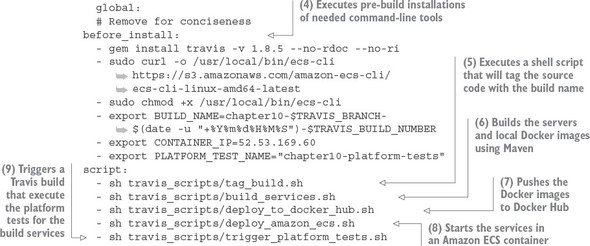 global:
# Remove for conciseness
before_install:
- gem install travis -v 1.8.5 --no-rdoc --no-ri
- sudo curl -o /usr/local/bin/ecs-cli
https://s3.amazonaws.com/amazon-ecs-cli/
ecs-cli-linux-amd64-latest
- sudo chmod +x /usr/local/bin/ecs-cli
- export BUILD_NAME=chapter10-$TRAVIS_BRANCH-
$(date -u "+%Y%m%d%H%M%S")-$TRAVIS_BUILD_NUMBER
- export CONTAINER_IP=52.53.169.60
- export PLATFORM_TEST_NAME="chapter10-platform-tests"
script:
- sh travis_scripts/tag_build.sh
- sh travis_scripts/build_services.sh
- sh travis_scripts/deploy_to_docker_hub.sh
- sh travis_scripts/deploy_amazon_ecs.sh
- sh travis_scripts/trigger_platform_tests.sh
(4) Executes pre-build installations
of needed command-line tools
(5) Executes a shell script
that will tag the source
code with the build name
(6) Builds the servers
and local Docker images
using Maven
(7) Pushes the
Docker images
to Docker Hub
(8) Starts the services
in an Amazon ECS container
(9) Triggers a
Travis build
that execute
the platform
tests for the
build services